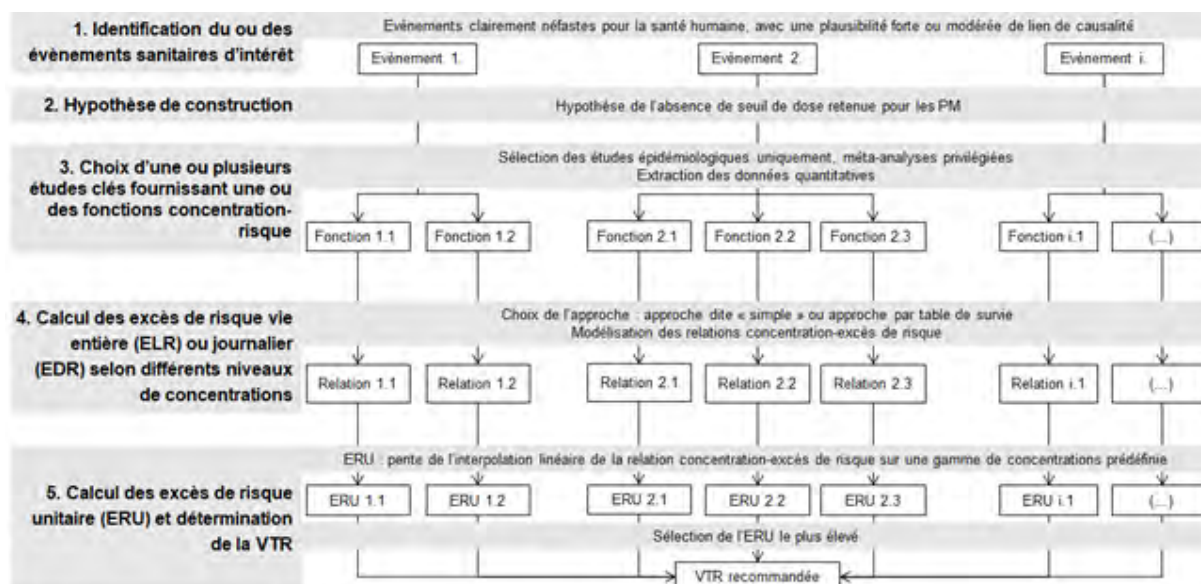 1. Identification du ou des
évènements sanitaires d'intérêt
Evènements clairement néfastes pour la santé humaine, avec une plausibilité forte ou modérée de lien de causalité
Evènement 1.
Evènement 2
Evènement i.
2. Hypothèse de construction
Hypothèse de l'absence de seuil de dose retenue pour les PM
3. Choix d'une ou plusieurs
études clés fournissant une ou
des fonctions concentration-
risque
Sélection des études épidémiologiques uniquement, méta-analyses privilégiées
Extraction des données quantitatives
Fonction 1.1
Fonction 1.2
Fonction 2.1
Fonction 2.2
Fonction 2.3
Fonction i.1
(...)
4. Calcul des excès de risque vie
entière (ELR) ou journalier
(EDR) selon différents niveaux
de concentrations
Choix de l'approche : approche dite « simple » ou approche par table de survie
Modélisation des relations concentration-excès de risque
Relation 1.1
Relation 1.2
Relation 2.1
Relation 2.2
Relation 2.3
Relation i.1
(...)
5. Calcul des excès de risque
unitaire (ERU) et détermination
de la VTR
ERU : pente de l'interpolation linéaire de la relation concentration-excès de risque sur une gamme de concentrations prédéfinie
ERU 1.1
ERU 1.2
ERU 2.1
ERU 2.2
ERU 2.3
ERU i.1
(...)
Sélection de l'ERU le plus élevé
VTR recommandée